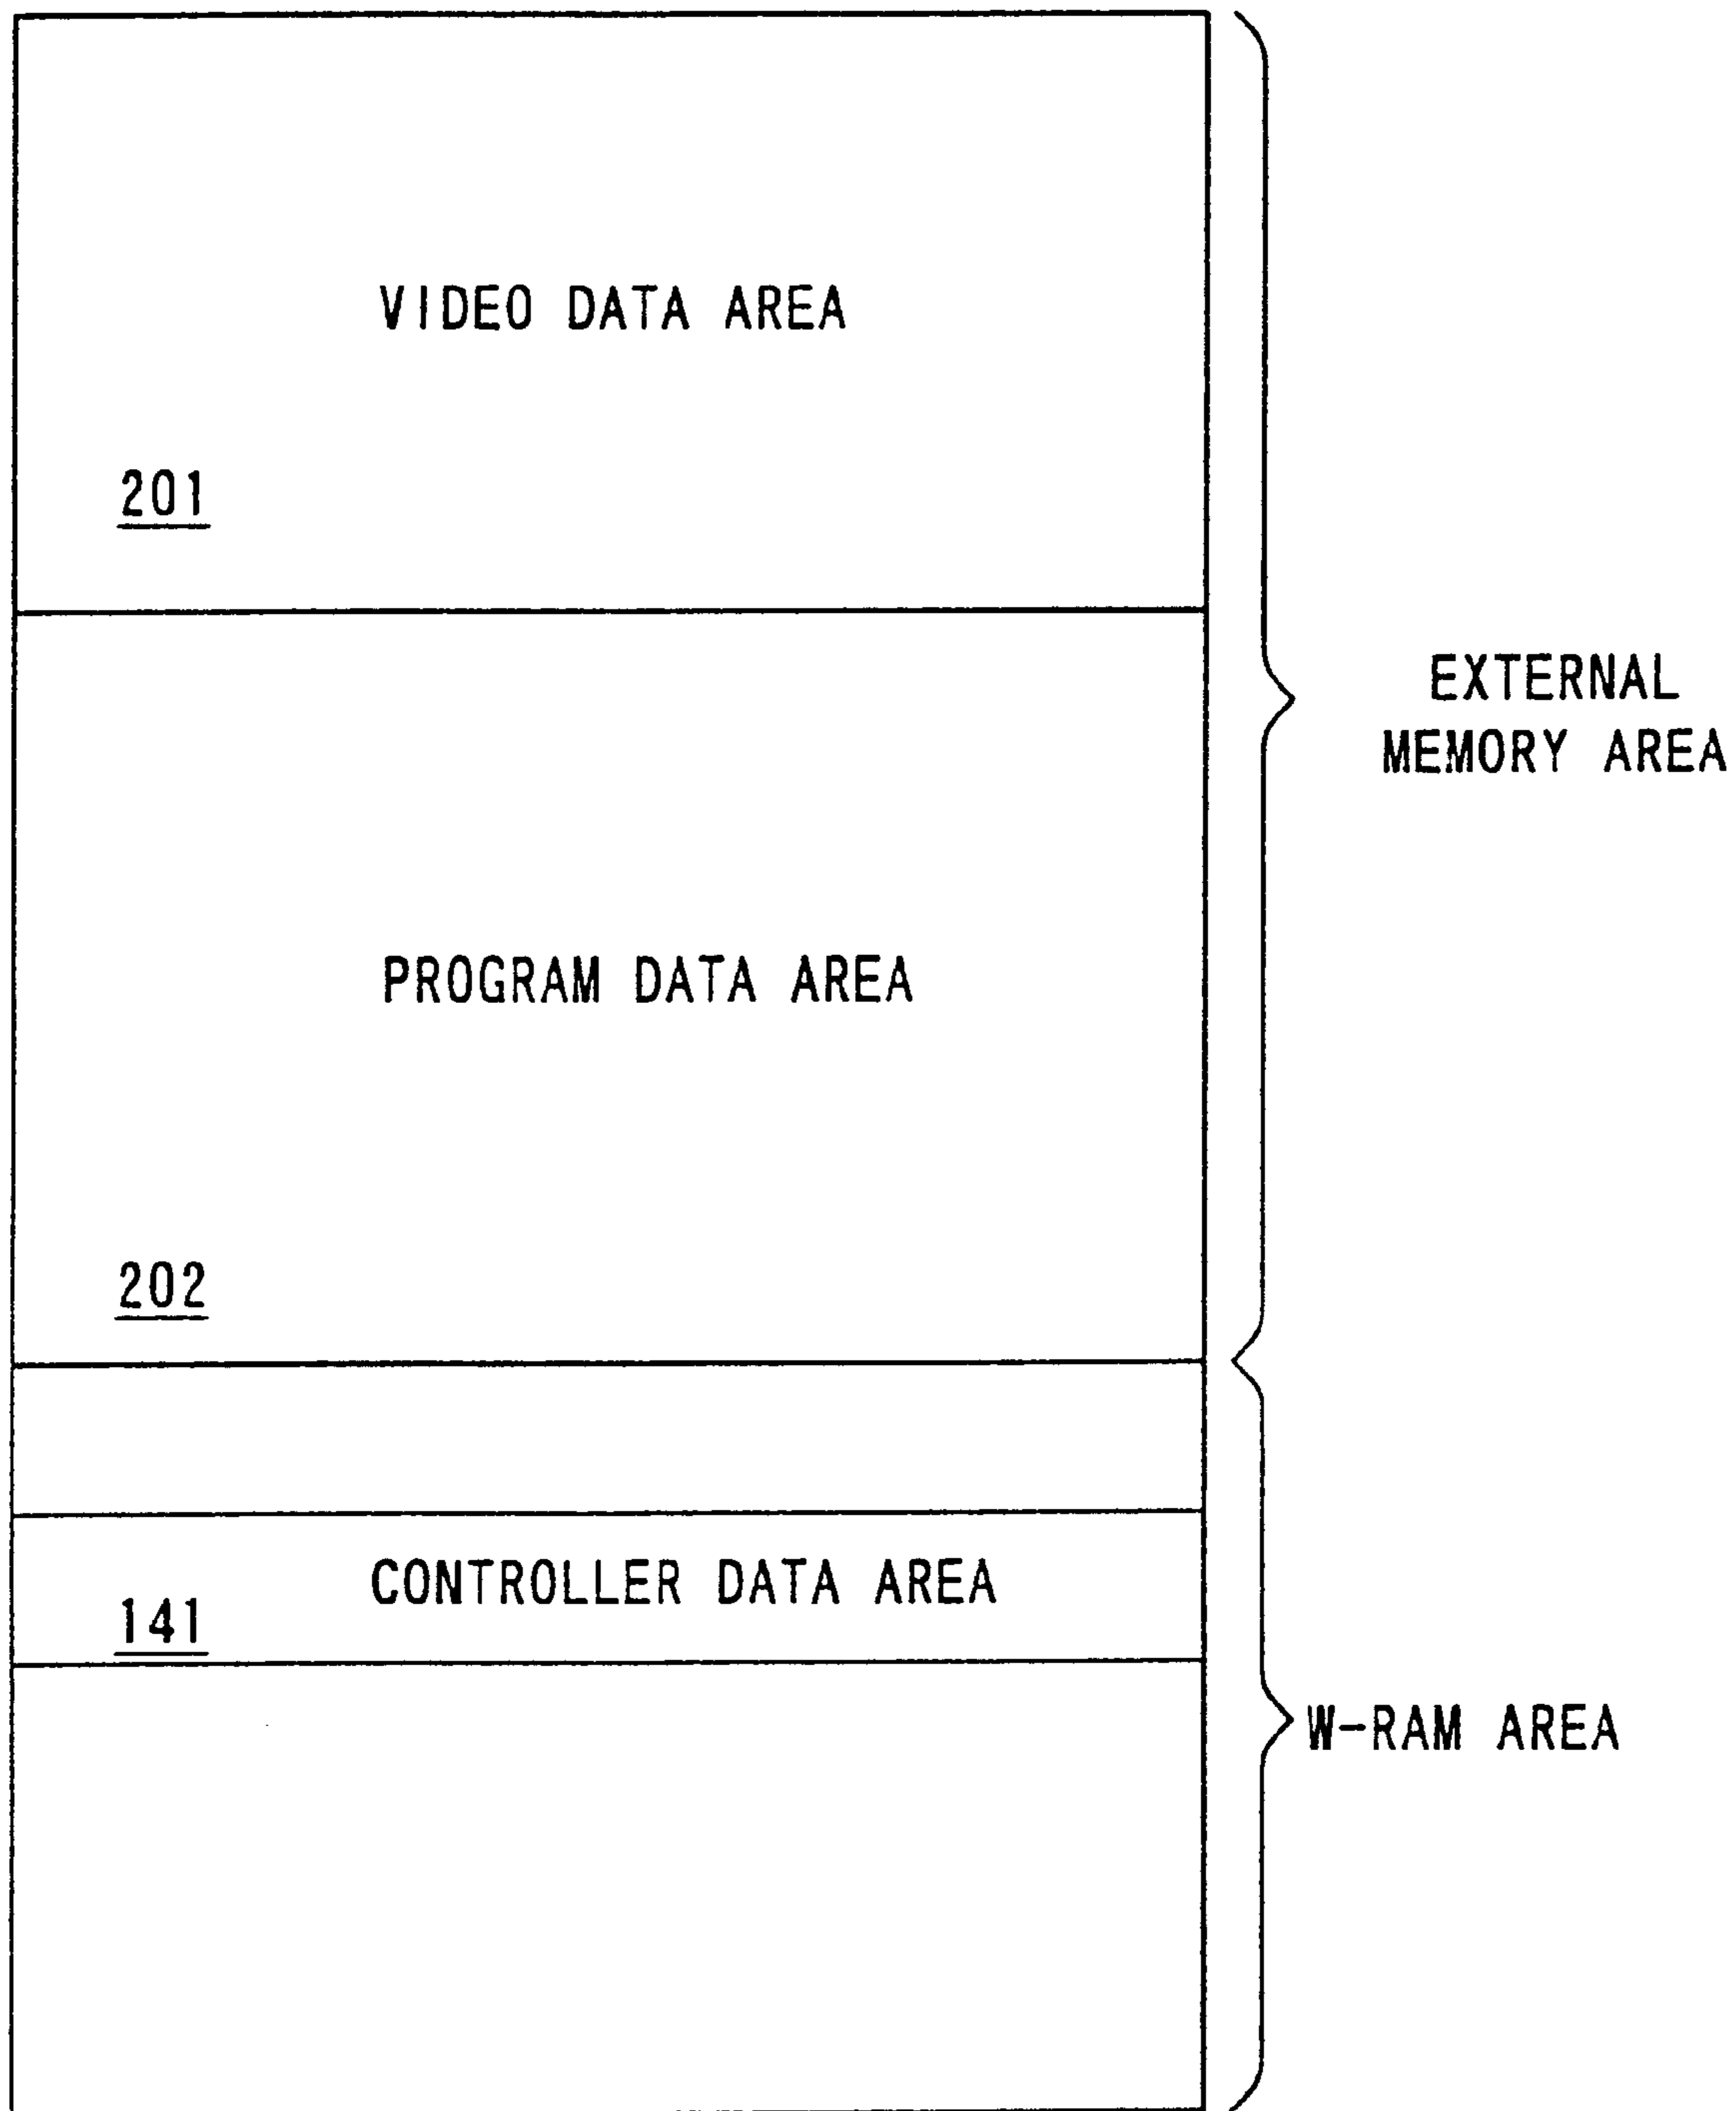 VIDEO DATA AREA
201
EXTERNAL
MEMORY AREA
PROGRAM DATA AREA
202
CONTROLLER DATA AREA
141
W-RAM AREA